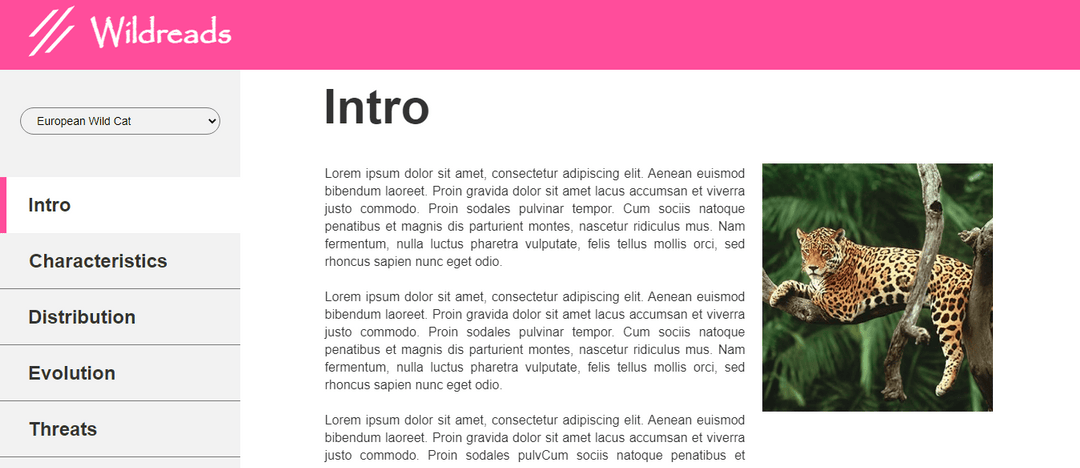 Wildreads
European Wild Cat
Intro
Characteristics
Distribution
Evolution
Threats
Intro
Lorem ipsum dolor sit amet, consectetur adipiscing elit. Aenean euismod
bibendum laoreet. Proin gravida dolor sit amet lacus accumsan et viverra
justo commodo. Proin sodales pulvinar tempor. Cum sociis natoque
penatibus et magnis dis parturient montes, nascetur ridiculus mus. Nam
fermentum, nulla luctus pharetra vulputate, felis tellus mollis orci, sed
rhoncus sapien nunc eget odio.
Lorem ipsum dolor sit amet, consectetur adipiscing elit. Aenean euismod
bibendum laoreet. Proin gravida dolor sit amet lacus accumsan et viverra
justo commodo. Proin sodales pulvinar tempor. Cum sociis natoque
penatibus et magnis dis parturient montes, nascetur ridiculus mus. Nam
fermentum, nulla luctus pharetra vulputate, felis tellus mollis orci, sed
rhoncus sapien nunc eget odio.
Lorem ipsum dolor sit amet, consectetur adipiscing elit. Aenean euismod
bibendum laoreet. Proin gravida dolor sit amet lacus accumsan et viverra
justo commodo. Proin sodales pulvCum sociis natoque penatibus et